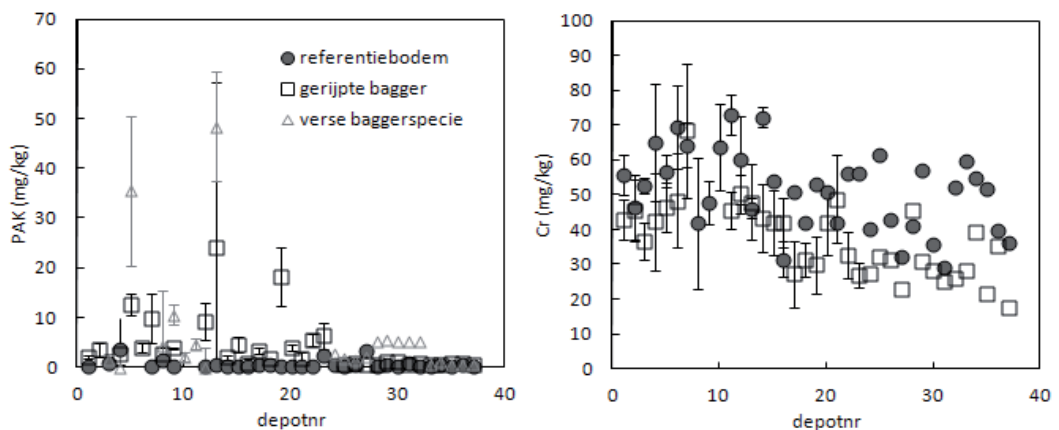 PAK (mg/kg)
70
60
50
40
30
20
10
0
referentiebodem
gerijpte bagger
verse baggerspecie
0 10 20 30 40
depotnr
Cr (mg/kg)
100
90
80
70
60
50
40
30
20
10
0
0 10 20 30 40
depotnr